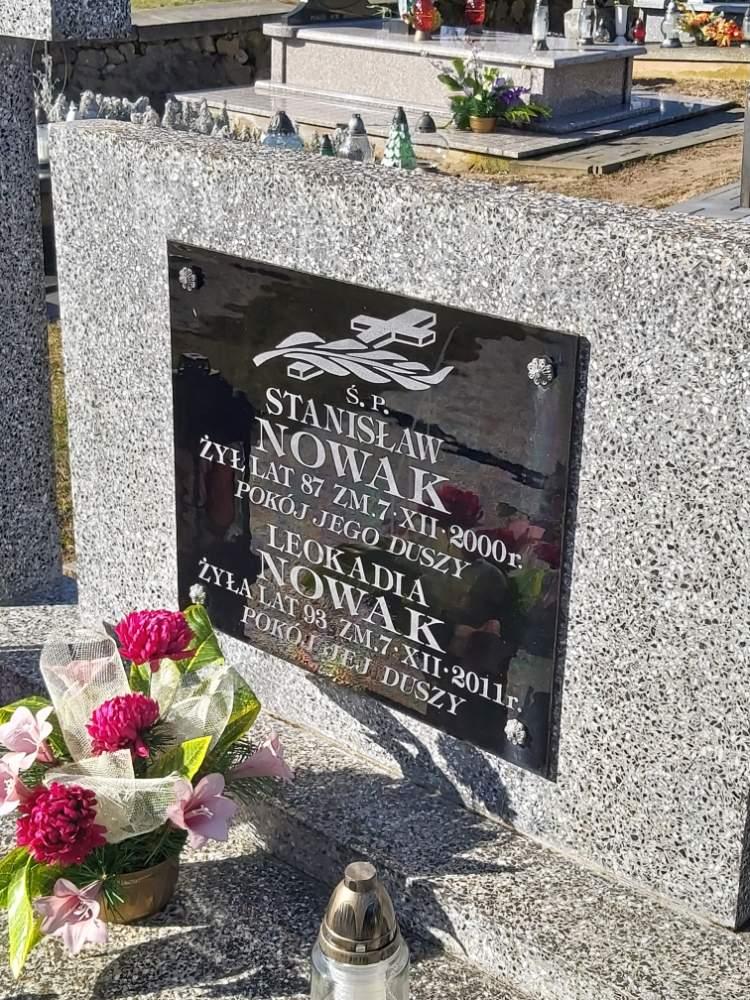 Ś. P.
STANISŁAW
NOWAK
ŻYŁ LAT 87 ZM. 7·XII·2000r.
POKÓJ JEGO DUSZY
LEOKADIA
NOWAK
ŻYŁA LAT 93 ZM. 7·XII·2011r.
POKÓJ JEJ DUSZY